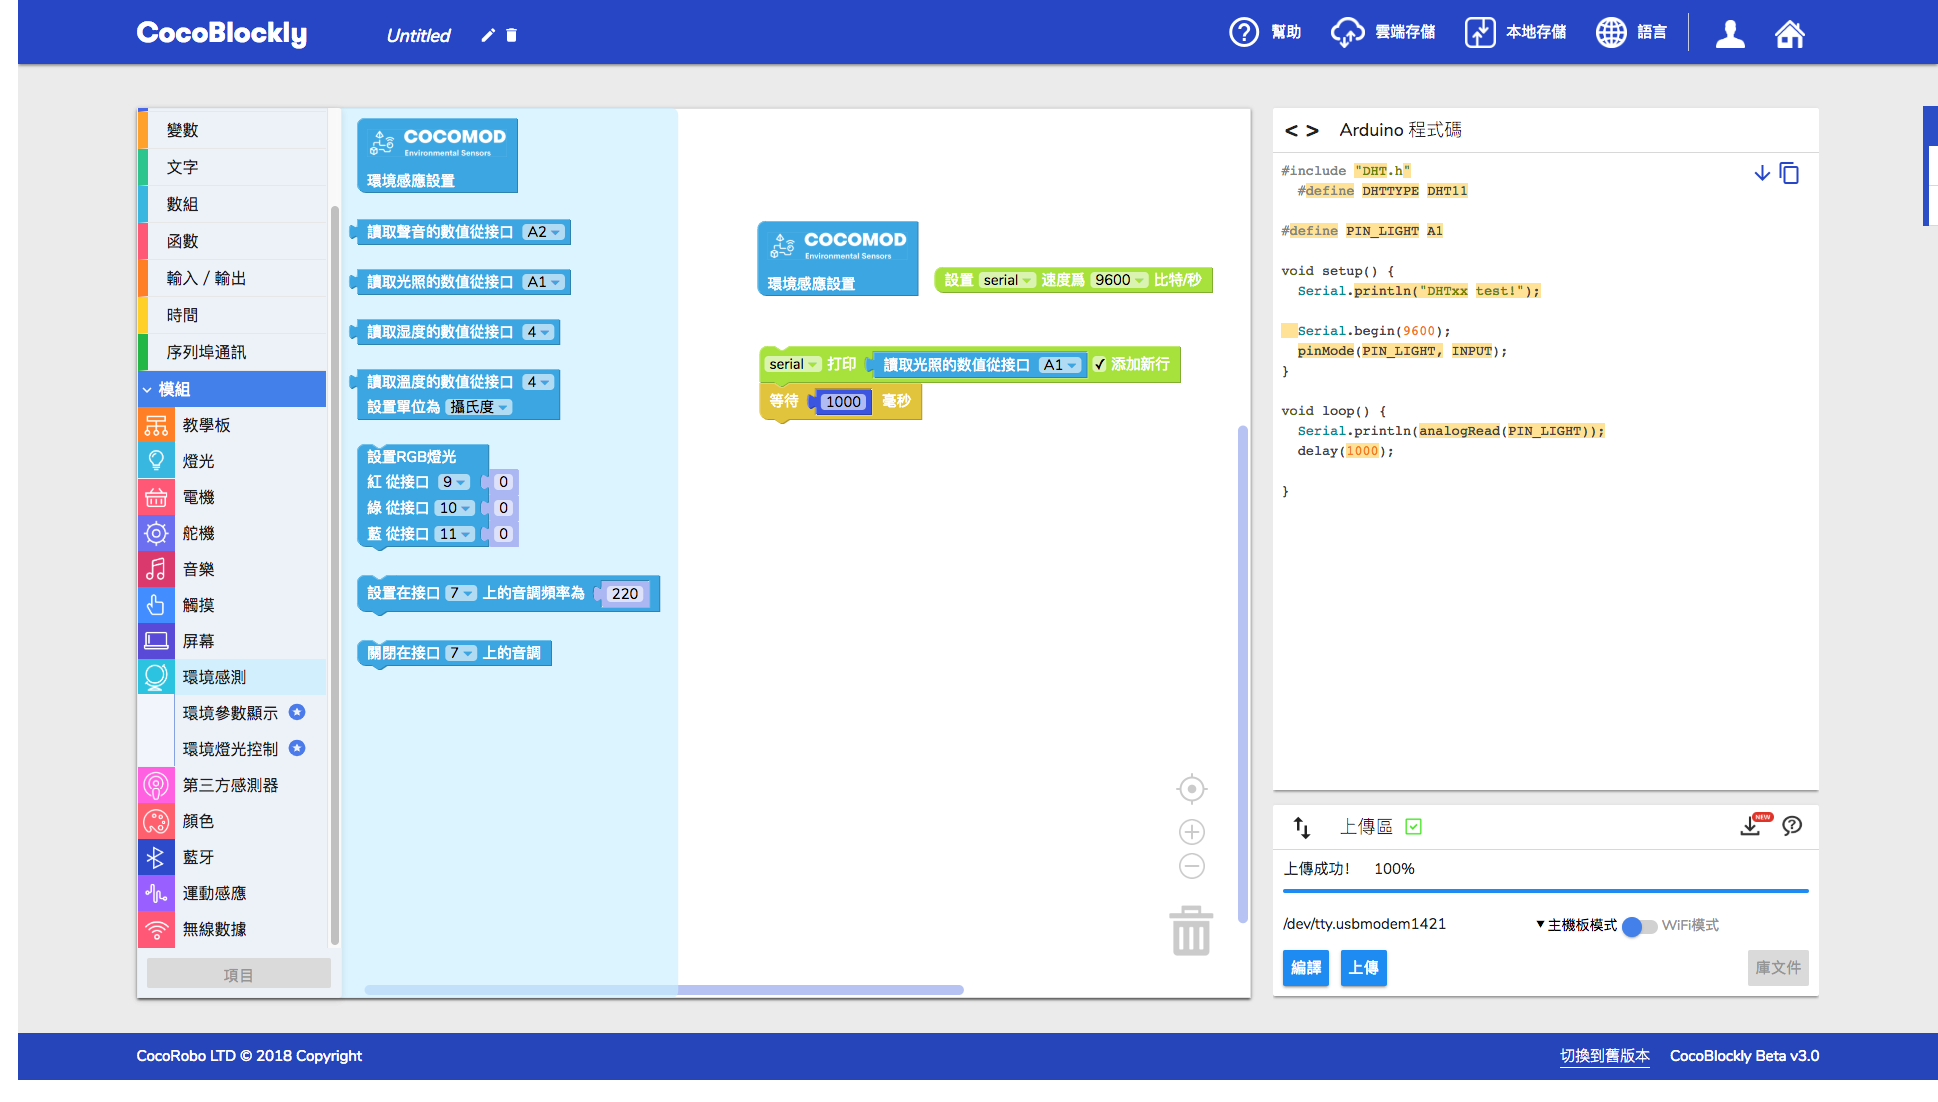 CocoBlockly
Untitled
幫助
雲端存儲
本地存儲
語言
變數
文字
數組
函數
輸入 / 輸出
時間
序列埠通訊
模組
教學板
燈光
電機
舵機
音樂
觸摸
屏幕
環境感測
環境參數顯示
環境燈光控制
第三方感測器
顏色
藍牙
運動感應
無線數據
項目
COCOMOD
Environmental Sensors
環境感應設置
讀取聲音的數值從接口 A2
讀取光照的數值從接口 A1
讀取濕度的數值從接口 4
讀取溫度的數值從接口 4
設置單位為 攝氏度
設置RGB燈光
紅 從接口 9 0
綠 從接口 10 0
藍 從接口 11 0
設置在接口 7 上的音調頻率為 220
關閉在接口 7 上的音調
COCOMOD
Environmental Sensors
環境感應設置
設置 serial 速度爲 9600 比特/秒
serial 打印 讀取光照的數值從接口 A1 ✓ 添加新行
等待 1000 毫秒
< > Arduino 程式碼
#include "DHT.h"
#define DHTTYPE DHT11
#define PIN_LIGHT A1
void setup() {
Serial.println("DHTxx test!");
Serial.begin(9600);
pinMode(PIN_LIGHT, INPUT);
}
void loop() {
Serial.println(analogRead(PIN_LIGHT));
delay(1000);
}
上傳區
NEW
上傳成功! 100%
/dev/tty.usbmodem1421
▼主機板模式
WiFi模式
編譯
上傳
庫文件
CocoRobo LTD © 2018 Copyright
切換到舊版本
CocoBlockly Beta v3.0